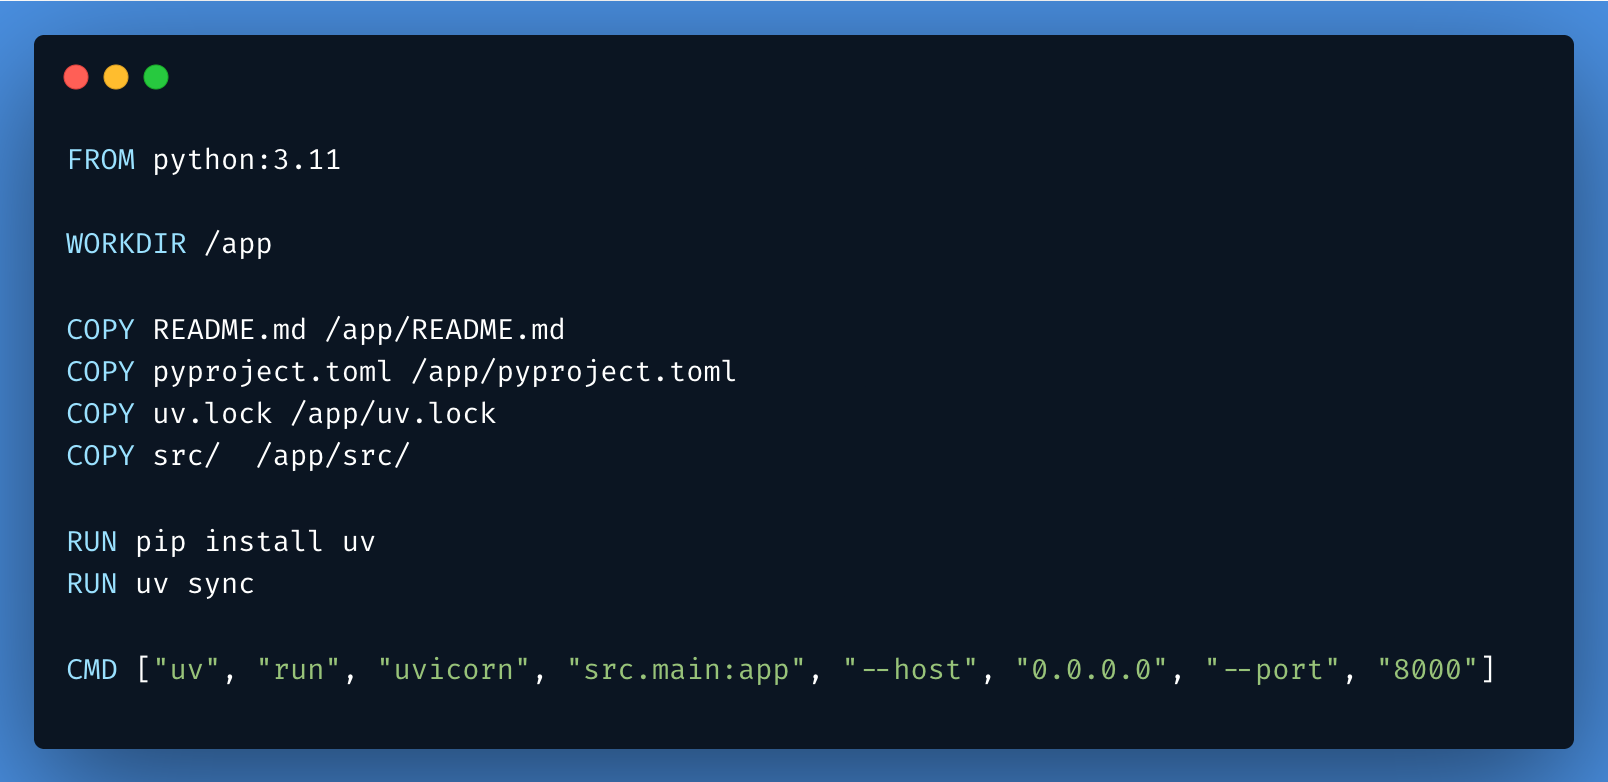 FROM python:3.11
WORKDIR /app
COPY README.md /app/README.md
COPY pyproject.toml /app/pyproject.toml
COPY uv.lock /app/uv.lock
COPY src/  /app/src/
RUN pip install uv
RUN uv sync
CMD ["uv", "run", "uvicorn", "src.main:app", "--host", "0.0.0.0", "--port", "8000"]